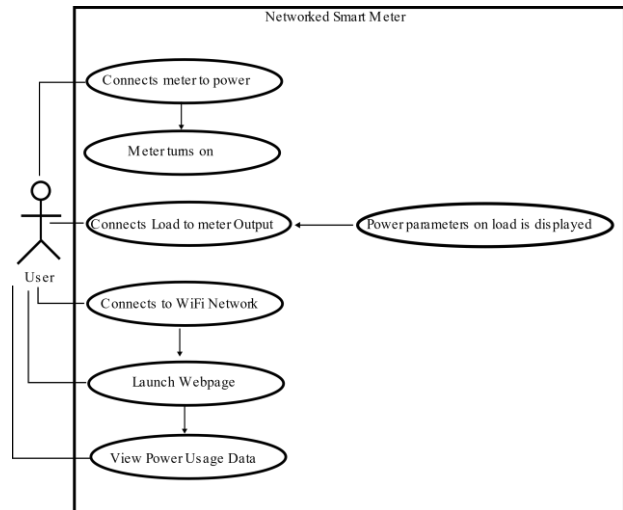 Networked Smart Meter
Connects meter to power
Meter turns on
Connects Load to meter Output
Power parameters on load is displayed
User
Connects to WiFi Network
Launch Webpage
View Power Usage Data